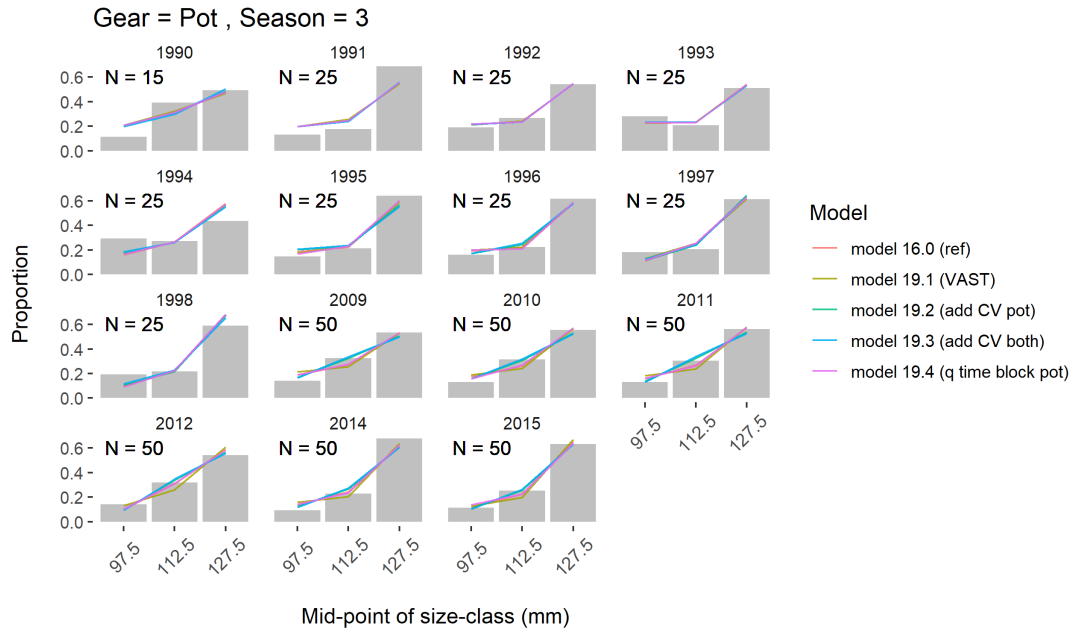 Gear = Pot , Season = 3
1990 1991 1992 1993
N = 15 N = 25 N = 25 N = 25
0.6
0.4
0.2
0.0
1994 1995 1996 1997
N = 25 N = 25 N = 25 N = 25
0.6
0.4
0.2
0.0
1998 2009 2010 2011
N = 25 N = 50 N = 50 N = 50
0.6
0.4
0.2
0.0
97.5 112.5 127.5
2012 2014 2015
N = 50 N = 50 N = 50
0.6
0.4
0.2
0.0
97.5 112.5 127.5 97.5 112.5 127.5 97.5 112.5 127.5
Proportion
Mid-point of size-class (mm)
Model
model 16.0 (ref)
model 19.1 (VAST)
model 19.2 (add CV pot)
model 19.3 (add CV both)
model 19.4 (q time block pot)